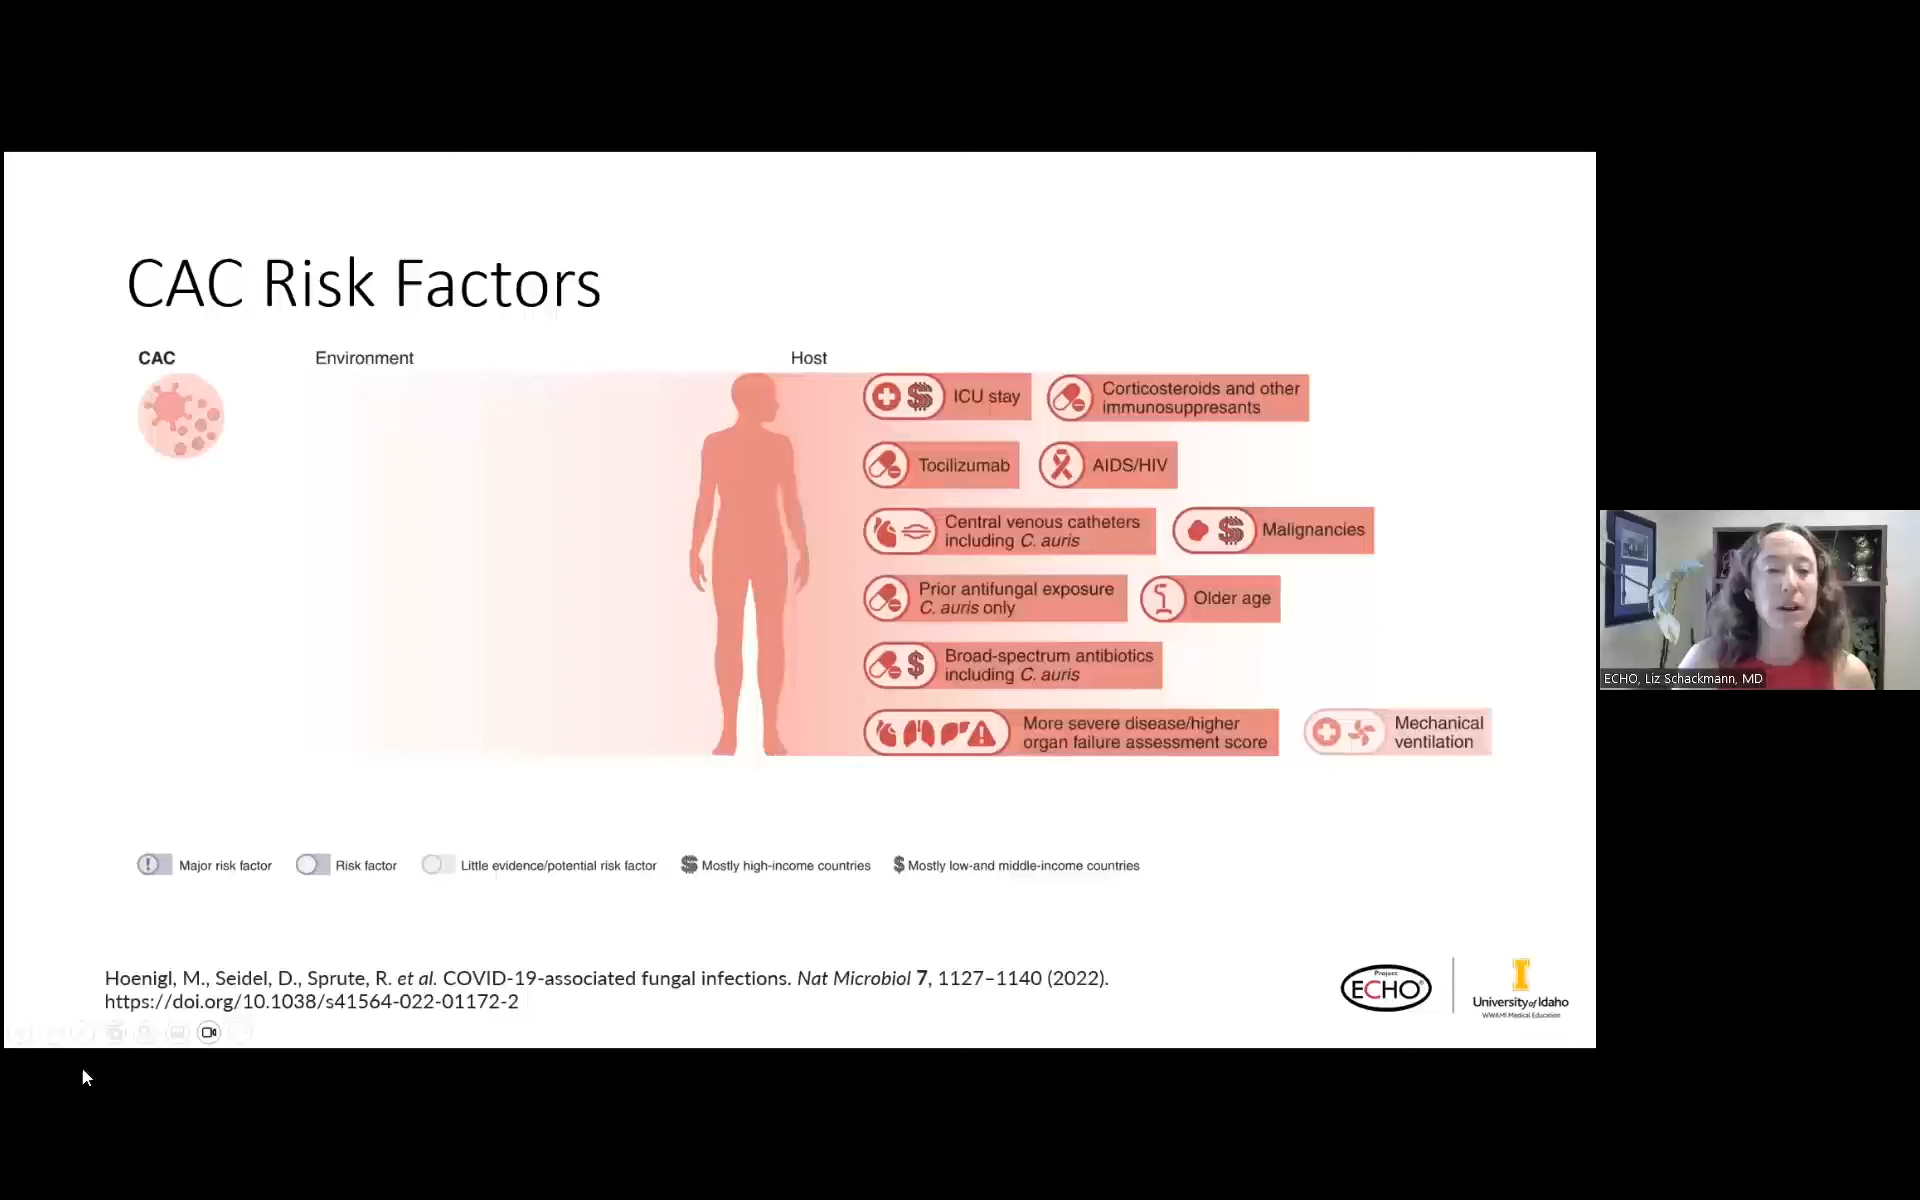 CAC Risk Factors
CAC
Environment
Host
ICU stay
Corticosteroids and other
immunosuppresants
Tocilizumab
AIDS/HIV
Central venous catheters
including C. auris
Malignancies
Prior antifungal exposure
C. auris only
Older age
Broad-spectrum antibiotics
including C. auris
More severe disease/higher
organ failure assessment score
Mechanical
ventilation
Major risk factor
Risk factor
Little evidence/potential risk factor
$ Mostly high-income countries
$ Mostly low-and middle-income countries
Hoenigl, M., Seidel, D., Sprute, R. et al. COVID-19-associated fungal infections. Nat Microbiol 7, 1127–1140 (2022).
https://doi.org/10.1038/s41564-022-01172-2
Project
ECHO®
University of Idaho
WWAMI Medical Education
ECHO, Liz Schackmann, MD